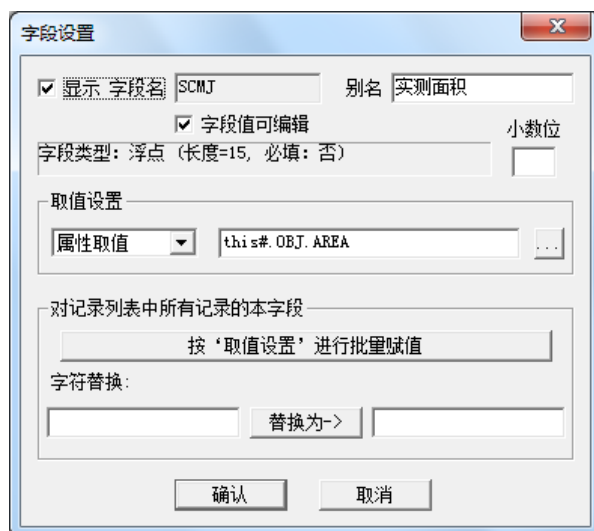 字段设置
显示 字段名 SCMJ 别名 实测面积
字段值可编辑 小数位
字段类型: 浮点 (长度=15, 必填: 否)
取值设置
属性取值 this#.OBJ.AREA ...
对记录列表中所有记录的本字段
按‘取值设置’进行批量赋值
字符替换:
替换为->
确认 取消